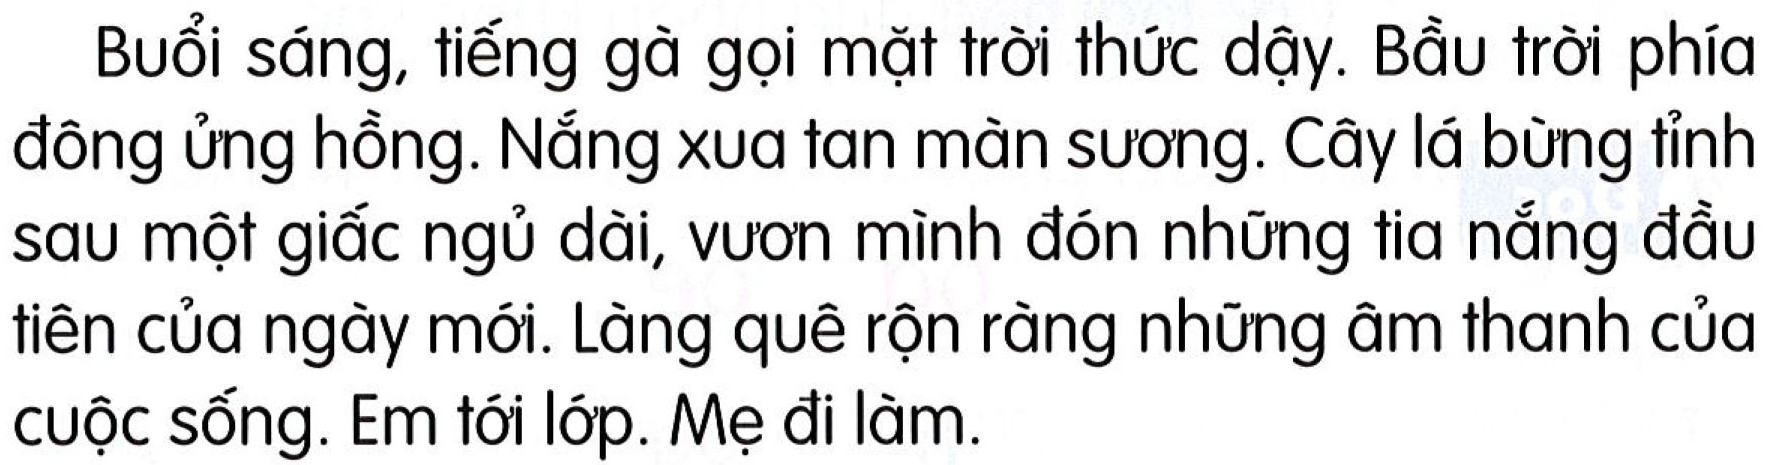 Buổi sáng, tiếng gà gọi mặt trời thức dậy. Bầu trời phía
đông ửng hồng. Nắng xua tan màn sương. Cây lá bừng tỉnh
sau một giấc ngủ dài, vươn mình đón những tia nắng đầu
tiên của ngày mới. Làng quê rộn ràng những âm thanh của
cuộc sống. Em tới lớp. Mẹ đi làm.